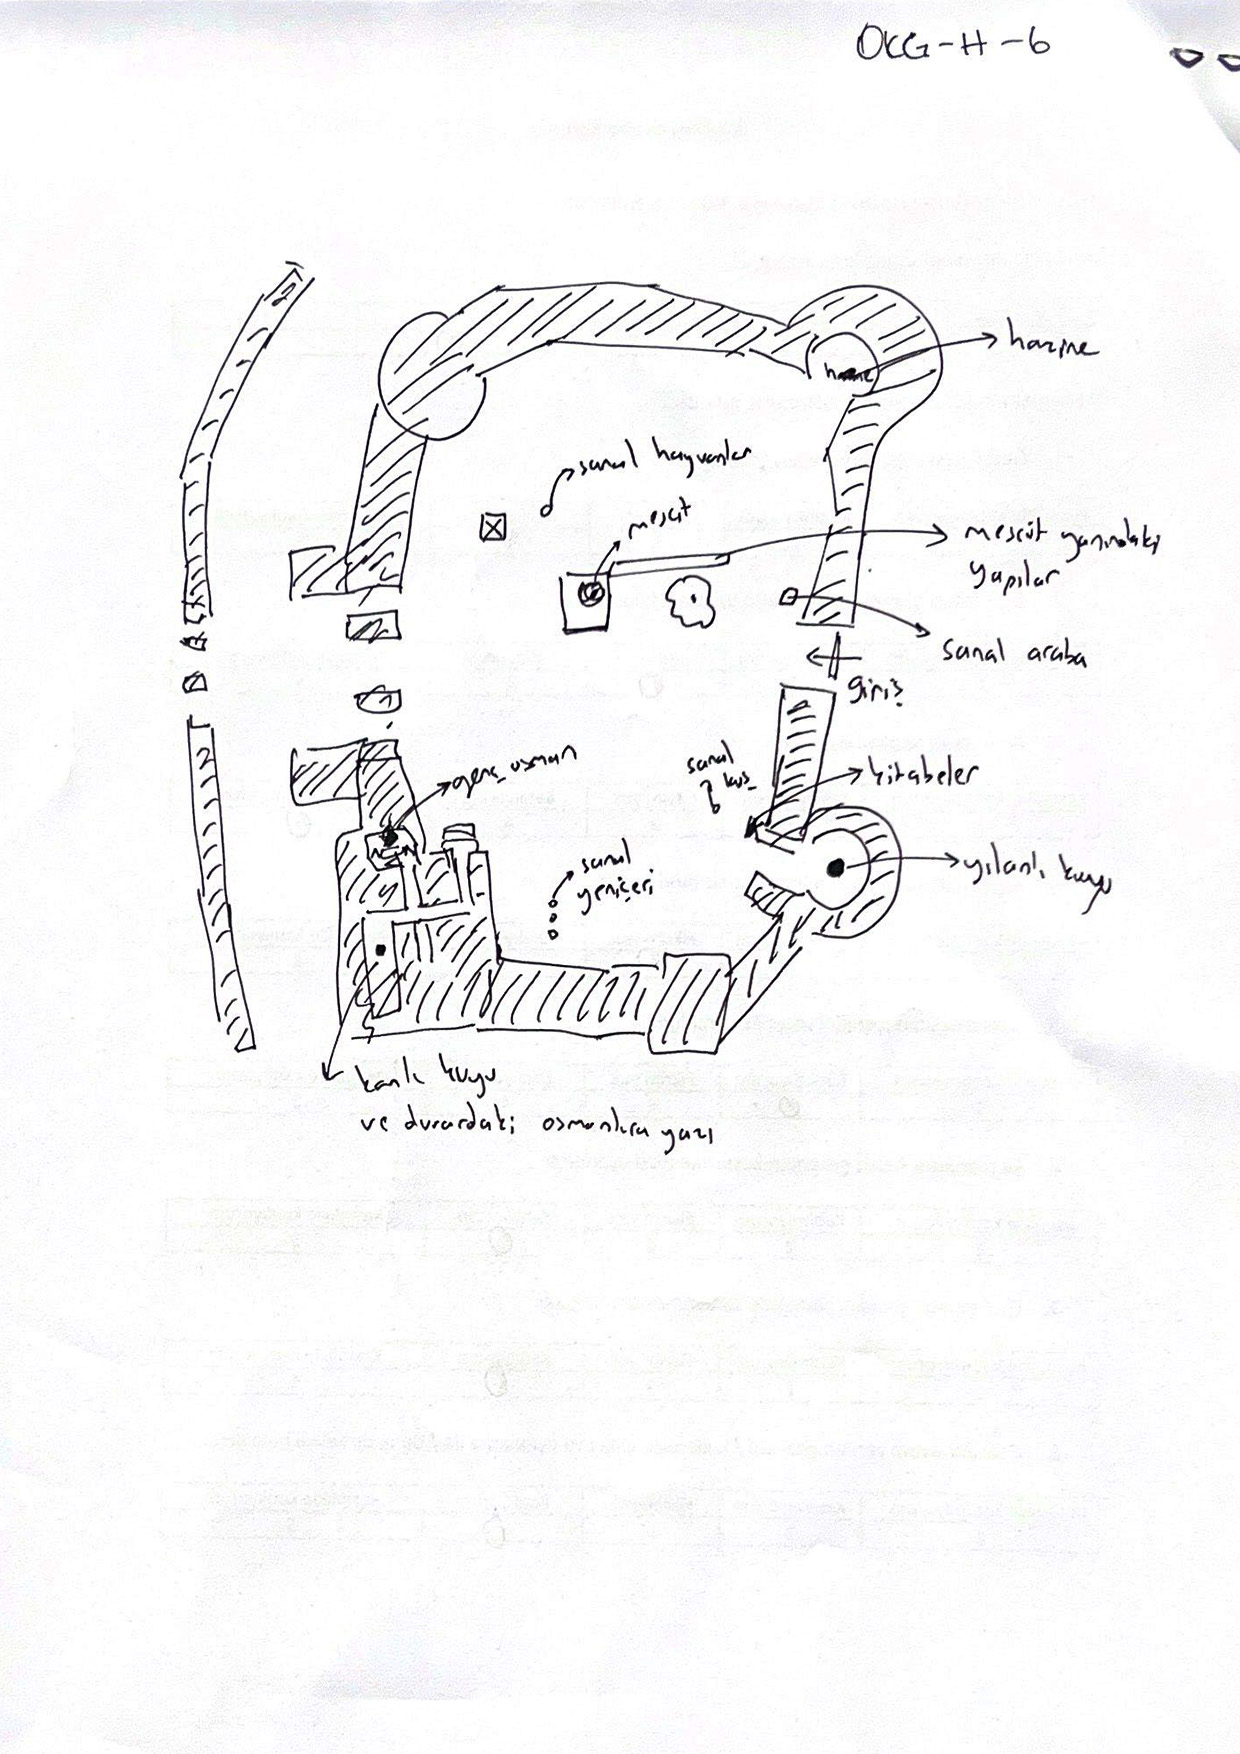 OKG-H-6
hazine
hazine
sanal hayvanlar
mescit
mescit yanındaki
yapılar
sanal araba
giriş
sanal
kuş
kitabeler
genç osman
sanal
yeniçeri
yılanlı kuyu
kanlı kuyu
ve duvardaki osmanlıca yazı